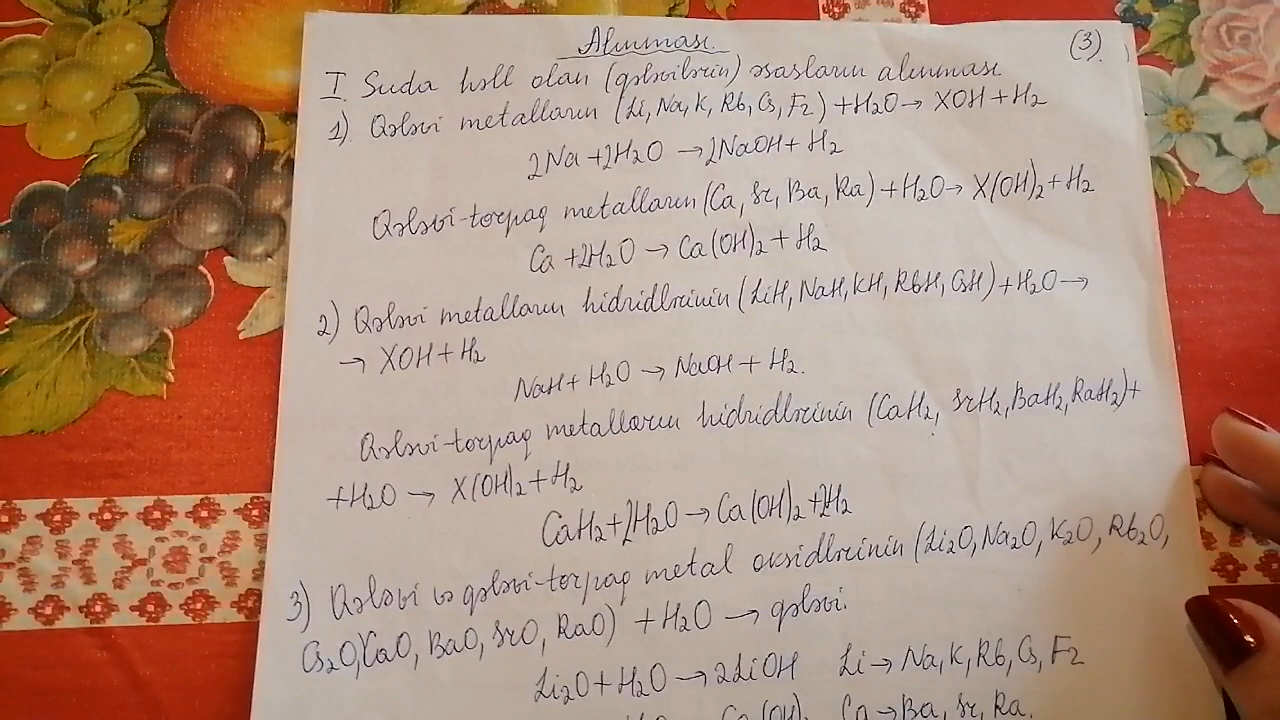 Alınması.
(3).
I. Suda həll olan (qələvilərin) əsasların alınması.
1). Qələvi metalların (Li, Na, K, Rb, Cs, Fr) + H₂O → XOH + H₂
2Na + 2H₂O → 2NaOH + H₂
Qələvi-torpaq metalların (Ca, Sr, Ba, Ra) + H₂O → X(OH)₂ + H₂
Ca + 2H₂O → Ca(OH)₂ + H₂
2) Qələvi metalların hidridlərinin (LiH, NaH, KH, RbH, CsH) + H₂O →
→ XOH + H₂
NaH + H₂O → NaOH + H₂.
Qələvi-torpaq metalların hidridlərinin (CaH₂, SrH₂, BaH₂, RaH₂) +
+ H₂O → X(OH)₂ + H₂
CaH₂ + 2H₂O → Ca(OH)₂ + 2H₂
3) Qələvi və qələvi-torpaq metal oksidlərinin (Li₂O, Na₂O, K₂O, Rb₂O,
Cs₂O)(CaO, BaO, SrO, RaO) + H₂O → qələvi.
Li₂O + H₂O → 2LiOH Li → Na, K, Rb, Cs, Fr
Ca(OH)₂ Ca → Ba, Sr, Ra.